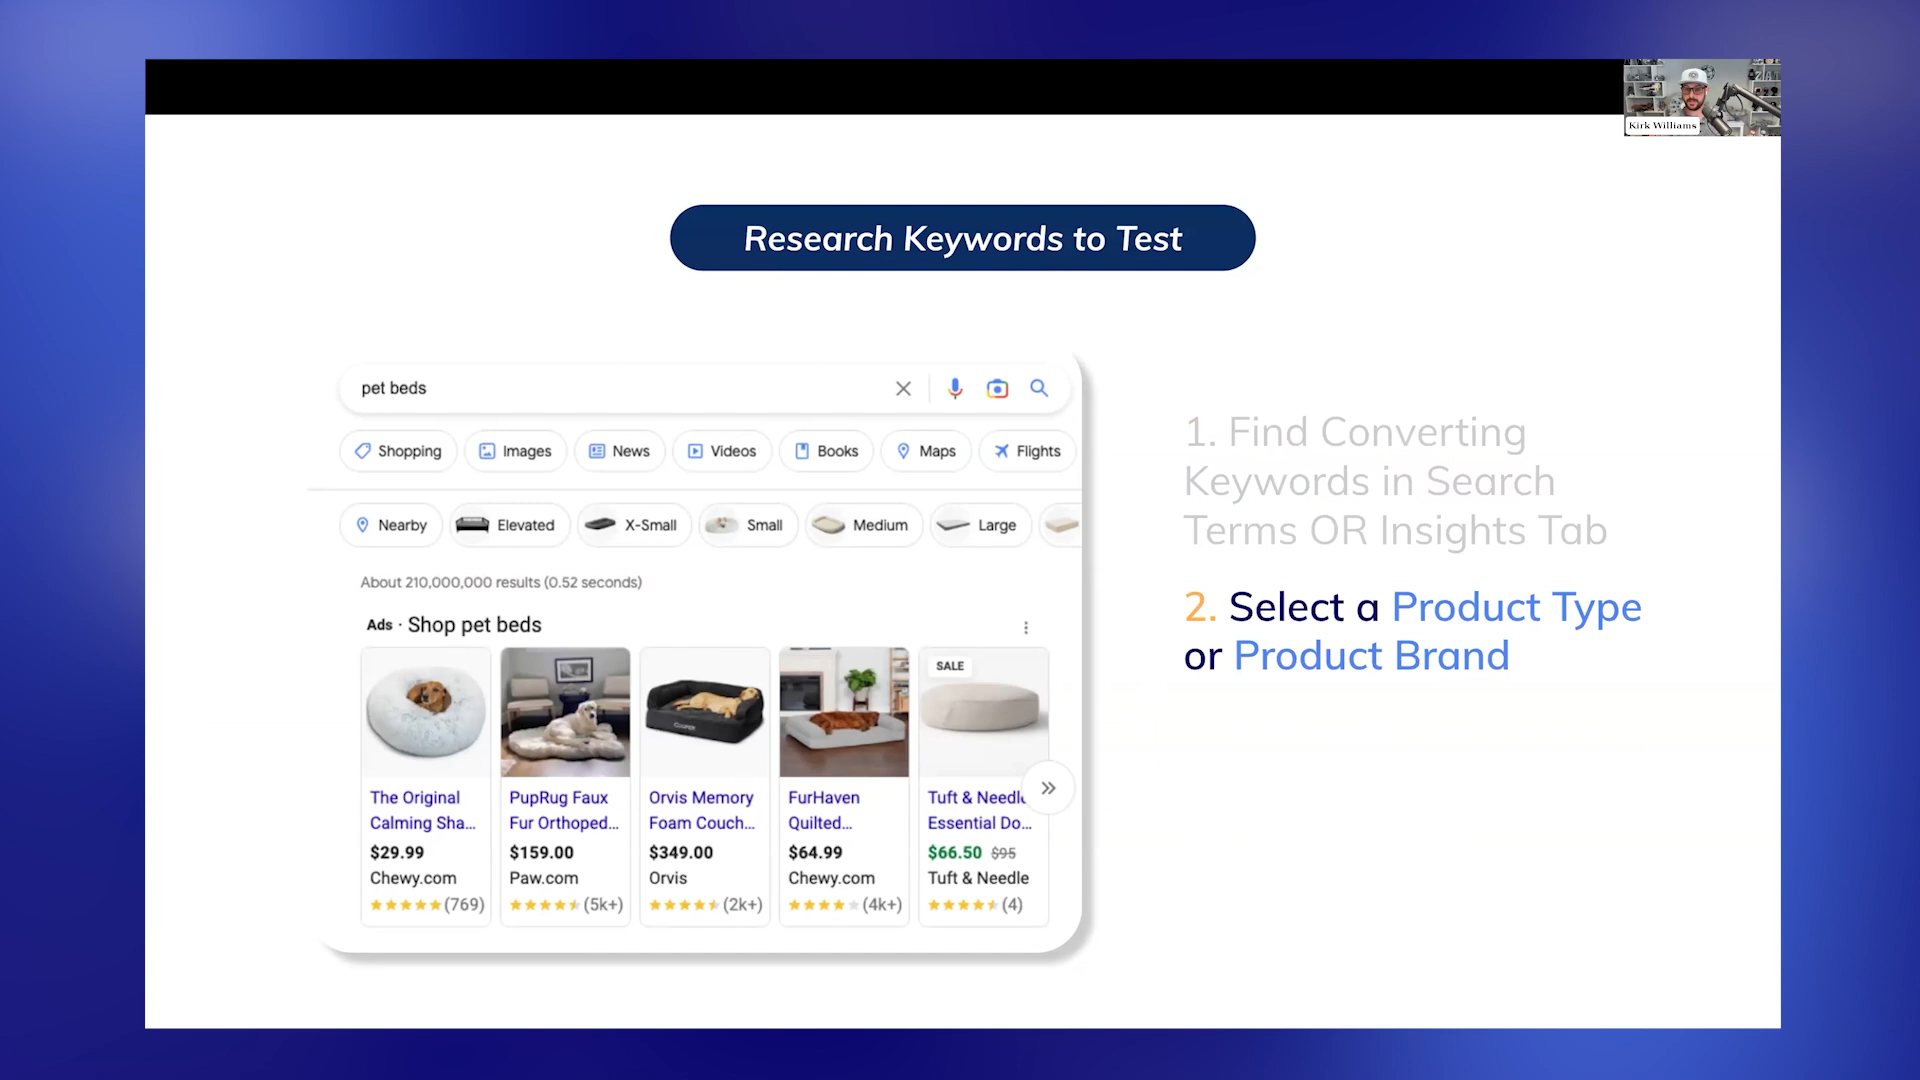 Kirk Williams
Research Keywords to Test
pet beds
Shopping
Images
News
Videos
Books
Maps
Flights
Nearby
Elevated
X-Small
Small
Medium
Large
About 210,000,000 results (0.52 seconds)
Ads · Shop pet beds
The Original
Calming Sha...
$29.99
Chewy.com
(769)
PupRug Faux
Fur Orthoped...
$159.00
Paw.com
(5k+)
Orvis Memory
Foam Couch...
$349.00
Orvis
(2k+)
FurHaven
Quilted...
$64.99
Chewy.com
(4k+)
SALE
Tuft & Needle
Essential Do...
$66.50 $95
Tuft & Needle
(4)
1. Find Converting
Keywords in Search
Terms OR Insights Tab
2. Select a Product Type
or Product Brand